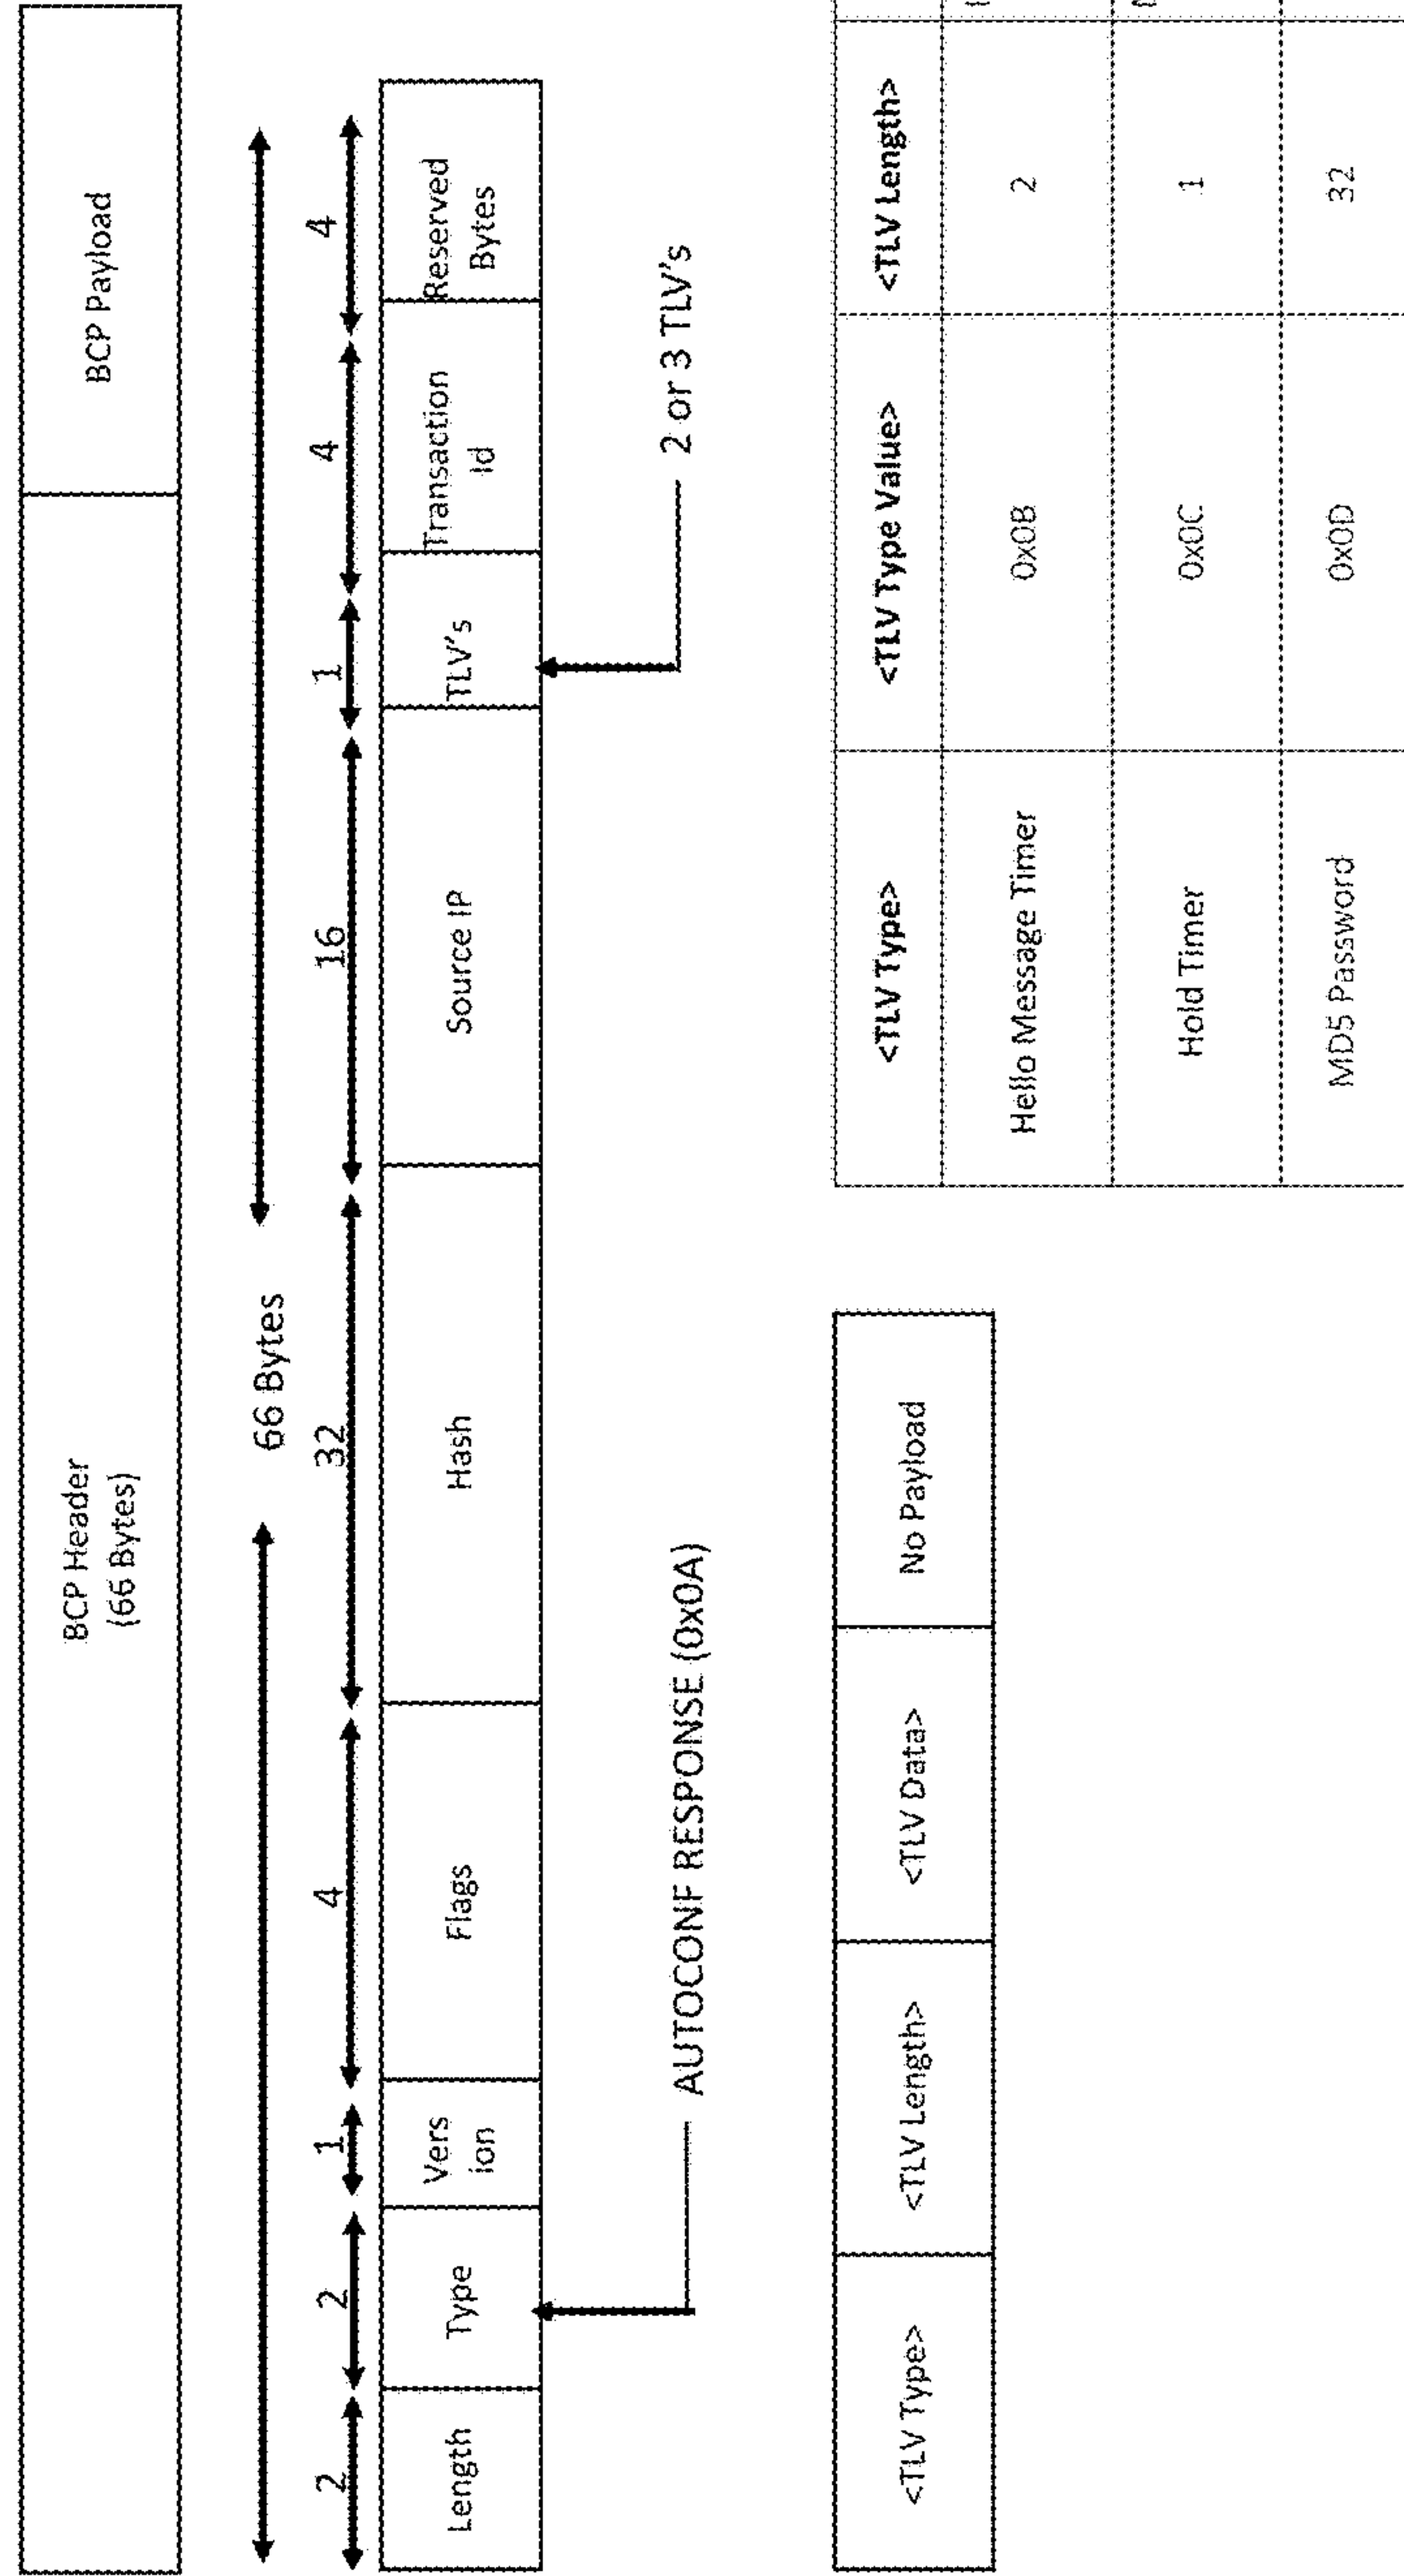 BCP Header
(66 Bytes)
BCP Payload
66 Bytes
2
2
1
4
32
16
1
4
4
Length
Type
Vers
ion
Flags
Hash
Source IP
TLV's
Transaction
Id
Reserved
Bytes
AUTOCONF RESPONSE (0x0A)
2 or 3 TLV's
<TLV Type>
<TLV Length>
<TLV Data>
No Payload
<TLV Type>
<TLV Type Value>
<TLV Length>
Hello Message Timer
0x0B
2
Hold Timer
0x0C
1
MD5 Password
0x0D
32